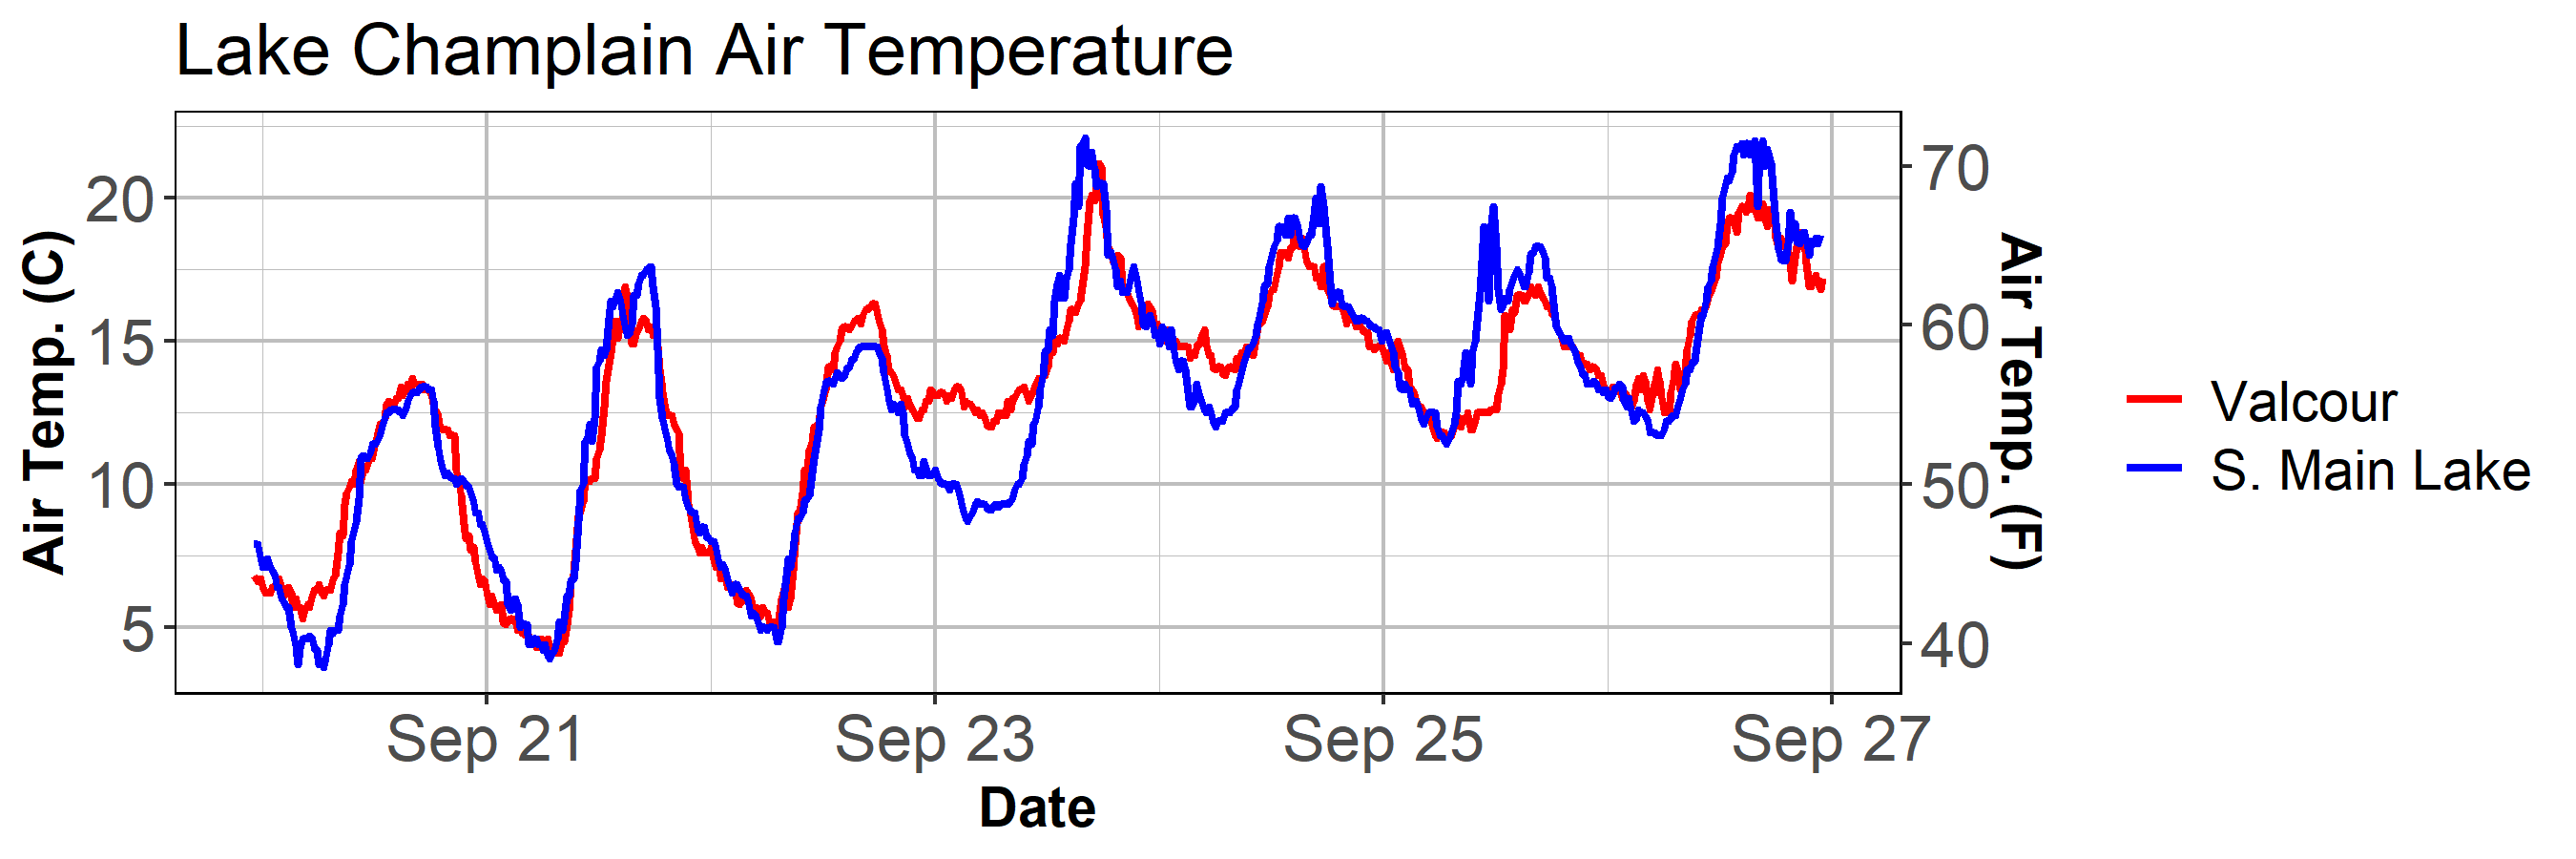 Lake Champlain Air Temperature
Air Temp. (C)
20
15
10
5
70
60
50
40
Air Temp. (F)
Sep 21
Sep 23
Sep 25
Sep 27
Date
Valcour
S. Main Lake